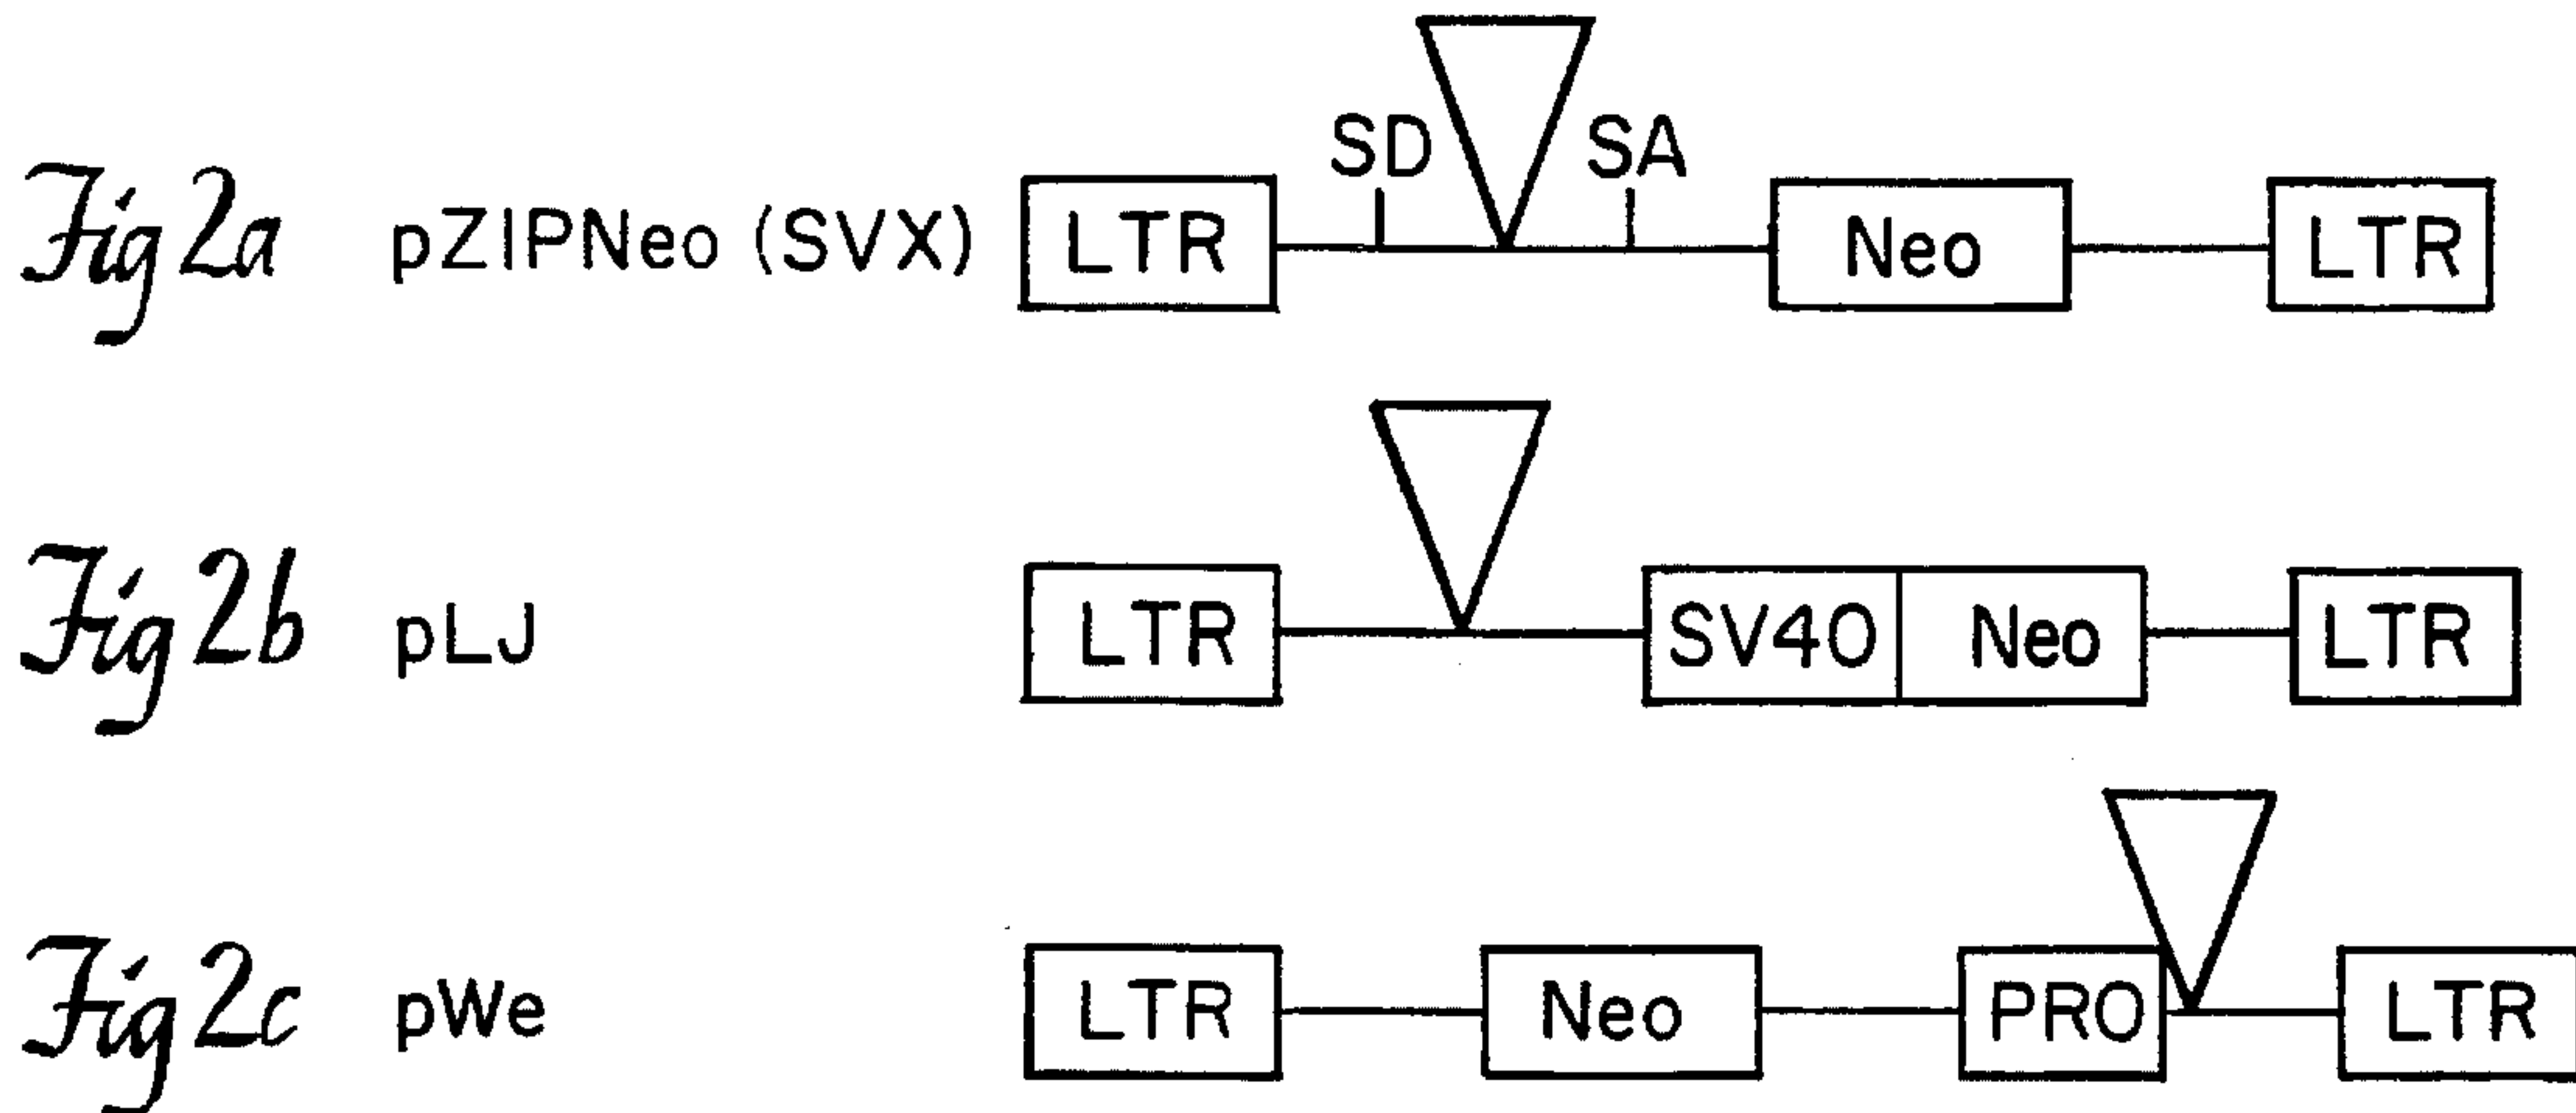 SD SA
Fig 2a pZIPNeo (SVX) LTR Neo LTR
Fig 2b pLJ LTR SV40 Neo LTR
Fig 2c pWe LTR Neo PRO LTR